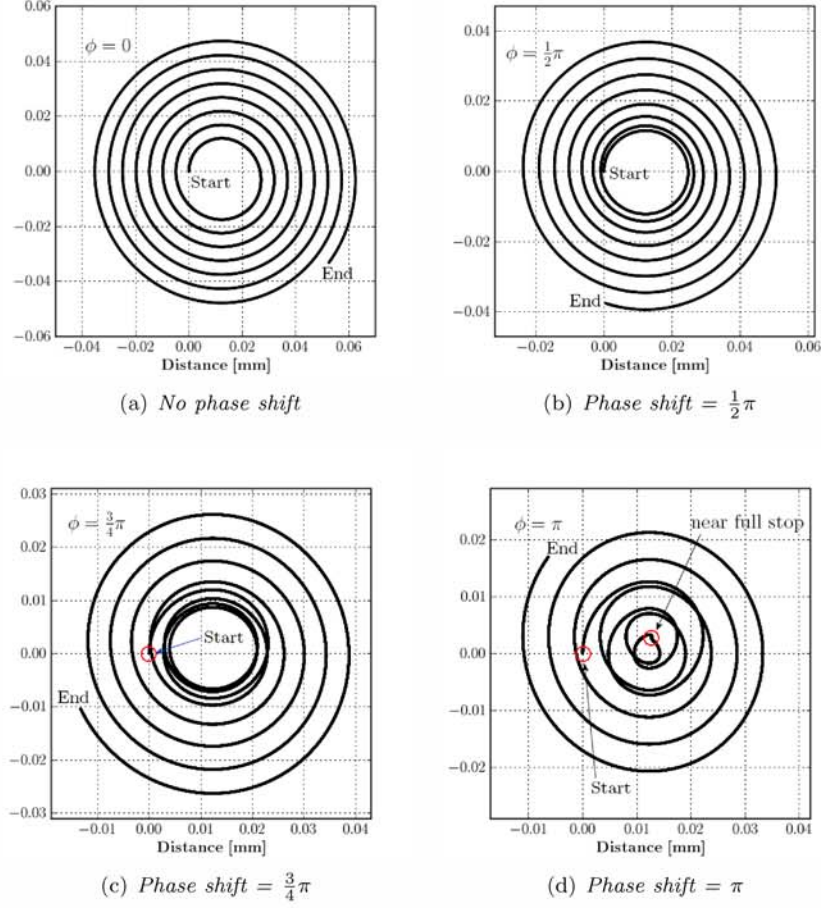 0.06
0.04
0.02
0.00
−0.02
−0.04
−0.06
ϕ = 0
Start
End
−0.04 −0.02 0.00 0.02 0.04 0.06
Distance [mm]
(a) No phase shift
0.04
0.02
0.00
−0.02
−0.04
ϕ = ½π
Start
End
−0.02 0.00 0.02 0.04 0.06
Distance [mm]
(b) Phase shift = ½π
0.03
0.02
0.01
0.00
−0.01
−0.02
−0.03
ϕ = ¾π
Start
End
−0.01 0.00 0.01 0.02 0.03 0.04
Distance [mm]
(c) Phase shift = ¾π
0.02
0.01
0.00
−0.01
−0.02
ϕ = π
near full stop
End
Start
−0.01 0.00 0.01 0.02 0.03 0.04
Distance [mm]
(d) Phase shift = π